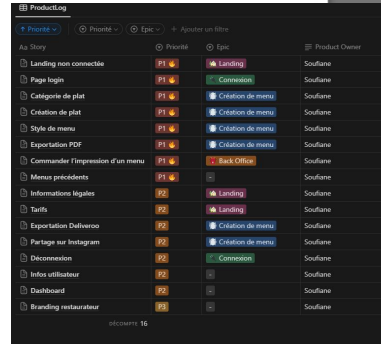 ProductLog
↑ Priorité Priorité Epic + Ajouter un filtre
Aa Story Priorité Epic Product Owner
Landing non connectée P1 🔥 Landing Soufiane
Page login P1 🔥 Connexion Soufiane
Catégorie de plat P1 🔥 Création de menu Soufiane
Création de plat P1 🔥 Création de menu Soufiane
Style de menu P1 🔥 Création de menu Soufiane
Exportation PDF P1 🔥 Création de menu Soufiane
Commander l'impression d'un menu P1 🔥 Back Office Soufiane
Menus précédents P1 🔥 - Soufiane
Informations légales P2 Landing Soufiane
Tarifs P2 Landing Soufiane
Exportation Deliveroo P2 Création de menu Soufiane
Partage sur Instagram P2 Création de menu Soufiane
Déconnexion P2 Connexion Soufiane
Infos utilisateur P2 - Soufiane
Dashboard P2 - Soufiane
Branding restaurateur P3 - Soufiane
DÉCOMPTE 16